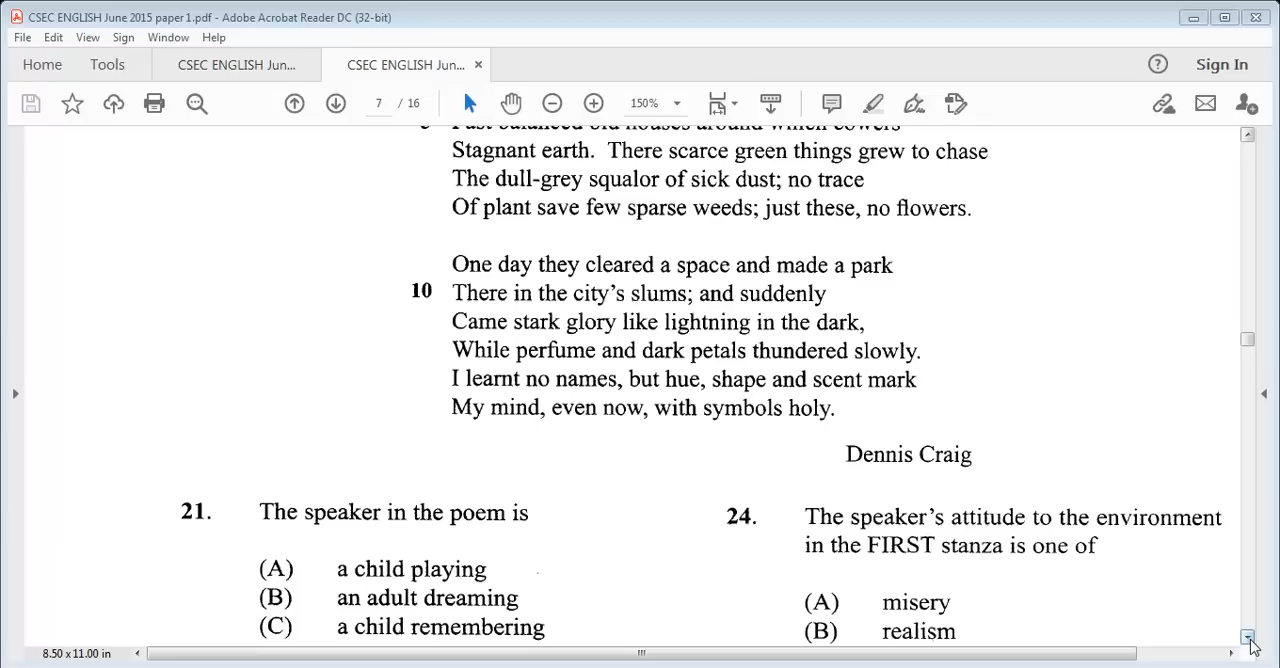 CSEC ENGLISH June 2015 paper 1.pdf - Adobe Acrobat Reader DC (32-bit)
File Edit View Sign Window Help
Home Tools CSEC ENGLISH Jun... CSEC ENGLISH Jun... ×
Sign In
7 / 16 150%
Stagnant earth. There scarce green things grew to chase
The dull-grey squalor of sick dust; no trace
Of plant save few sparse weeds; just these, no flowers.
One day they cleared a space and made a park
10 There in the city's slums; and suddenly
Came stark glory like lightning in the dark,
While perfume and dark petals thundered slowly.
I learnt no names, but hue, shape and scent mark
My mind, even now, with symbols holy.
Dennis Craig
21. The speaker in the poem is
(A) a child playing
(B) an adult dreaming
(C) a child remembering
24. The speaker's attitude to the environment
in the FIRST stanza is one of
(A) misery
(B) realism
8.50 x 11.00 in